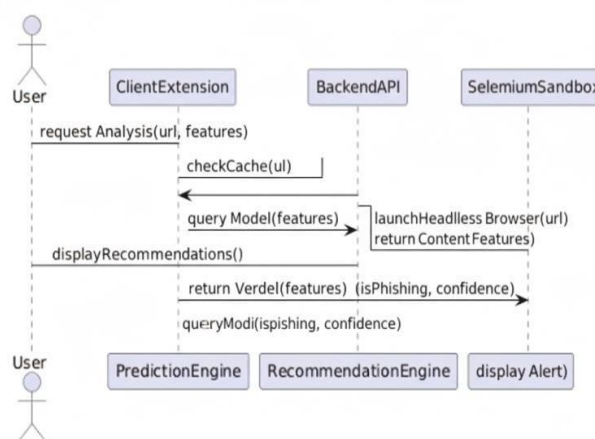 User
ClientExtension
BackendAPI
SelemiumSandbox
request Analysis(url, features)
checkCache(ul)
query Model(features)
launchHeadlless Browser(url)
return ContentFeatures)
displayRecommendations()
return Verdel(features) (isPhishing, confidence)
queryModi(ispishing, confidence)
User
PredictionEngine
RecommendationEngine
display Alert)